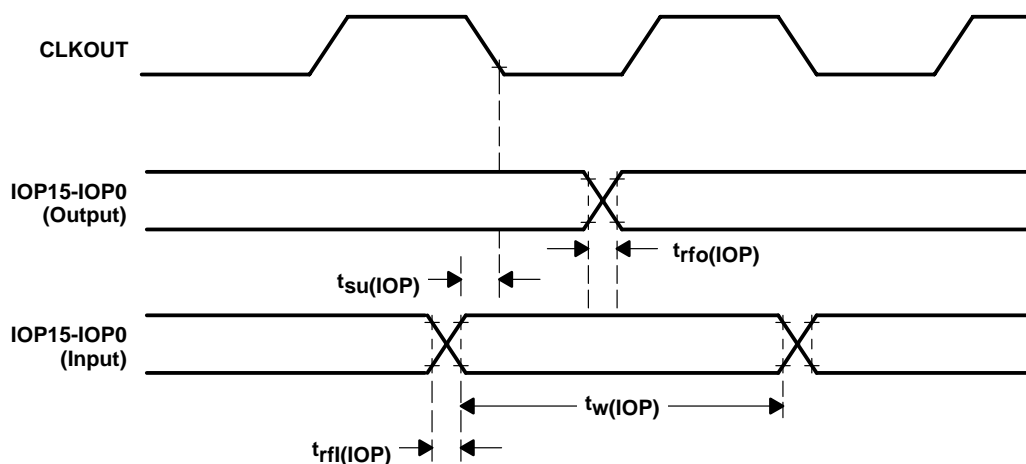 CLKOUT
IOP15-IOP0
(Output)
trfo(IOP)
tsu(IOP)
IOP15-IOP0
(Input)
tw(IOP)
trfI(IOP)